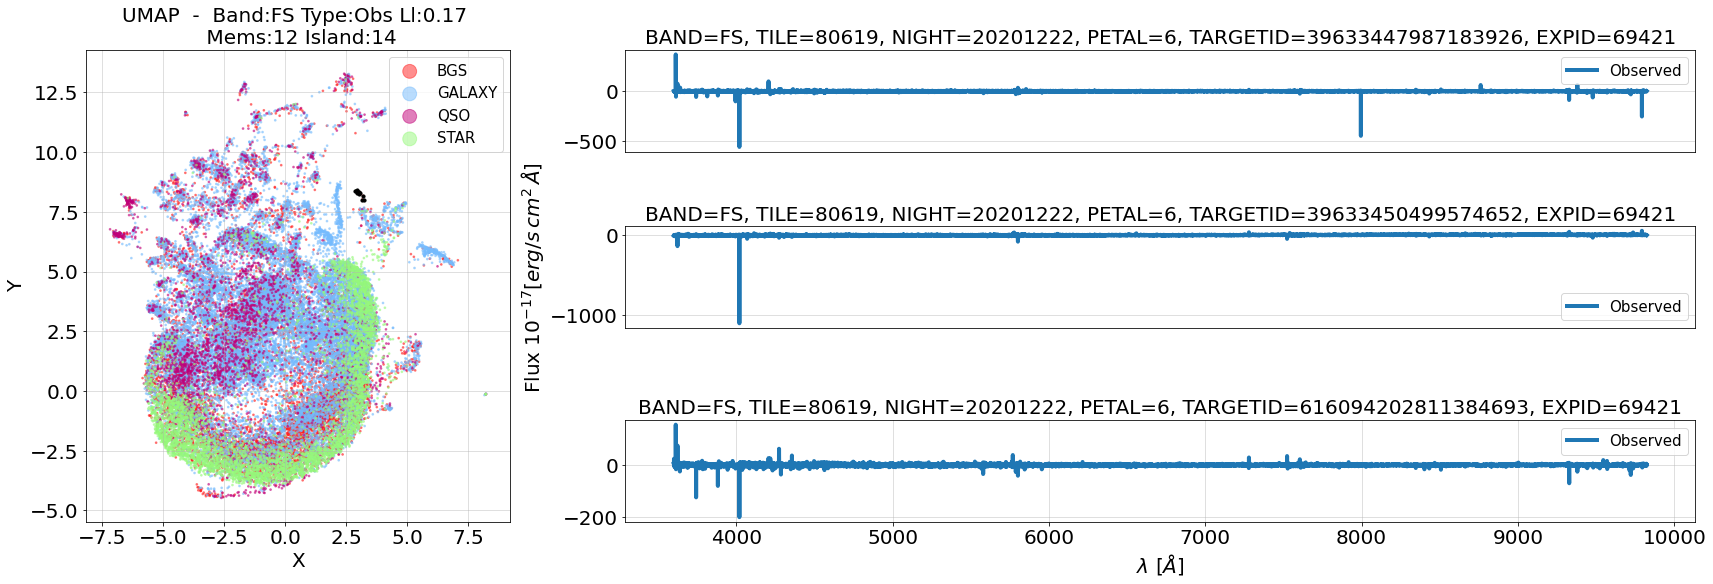 UMAP - Band:FS Type:Obs Ll:0.17
Mems:12 Island:14
BGS
GALAXY
QSO
STAR
12.5
10.0
7.5
5.0
2.5
0.0
−2.5
−5.0
Y
−7.5 −5.0 −2.5 0.0 2.5 5.0 7.5
X
Flux 10⁻¹⁷[erg/s cm² Å]
BAND=FS, TILE=80619, NIGHT=20201222, PETAL=6, TARGETID=39633447987183926, EXPID=69421
Observed
0
−500
BAND=FS, TILE=80619, NIGHT=20201222, PETAL=6, TARGETID=39633450499574652, EXPID=69421
0
−1000
Observed
BAND=FS, TILE=80619, NIGHT=20201222, PETAL=6, TARGETID=616094202811384693, EXPID=69421
Observed
0
−200
4000 5000 6000 7000 8000 9000 10000
λ [Å]